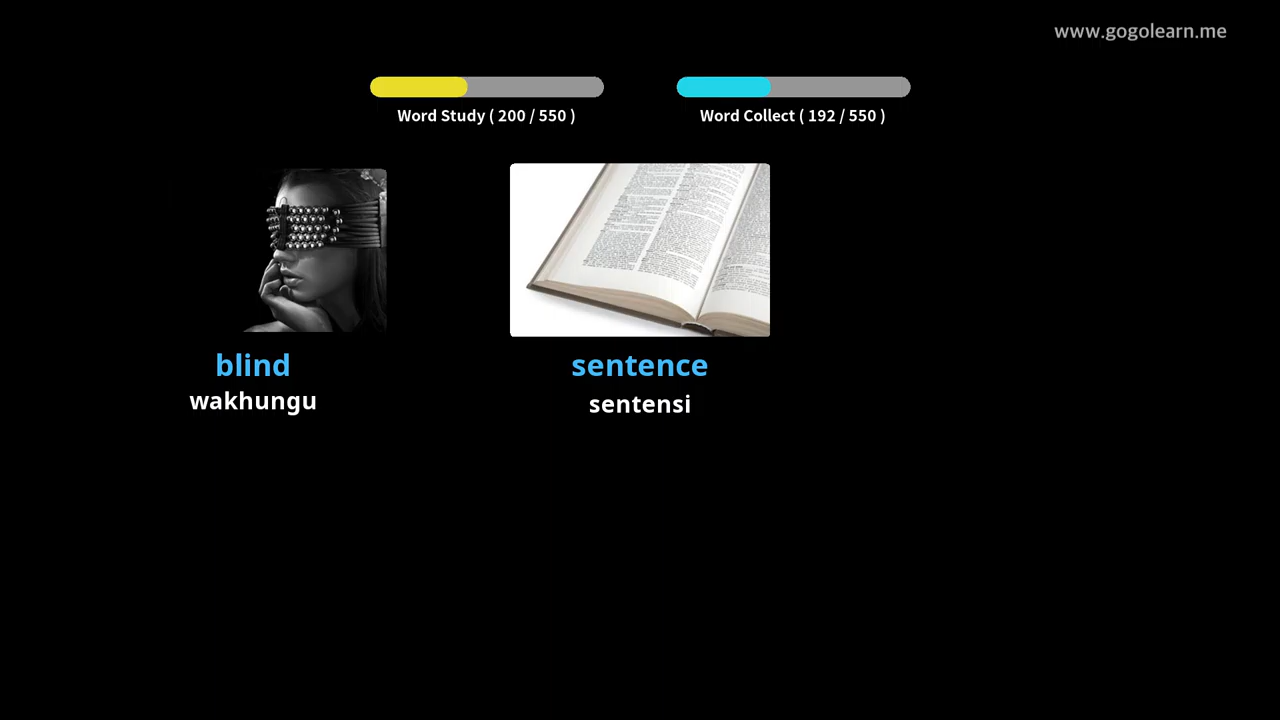 www.gogolearn.me
Word Study ( 200 / 550 )
Word Collect ( 192 / 550 )
blind
wakhungu
sentence
sentensi